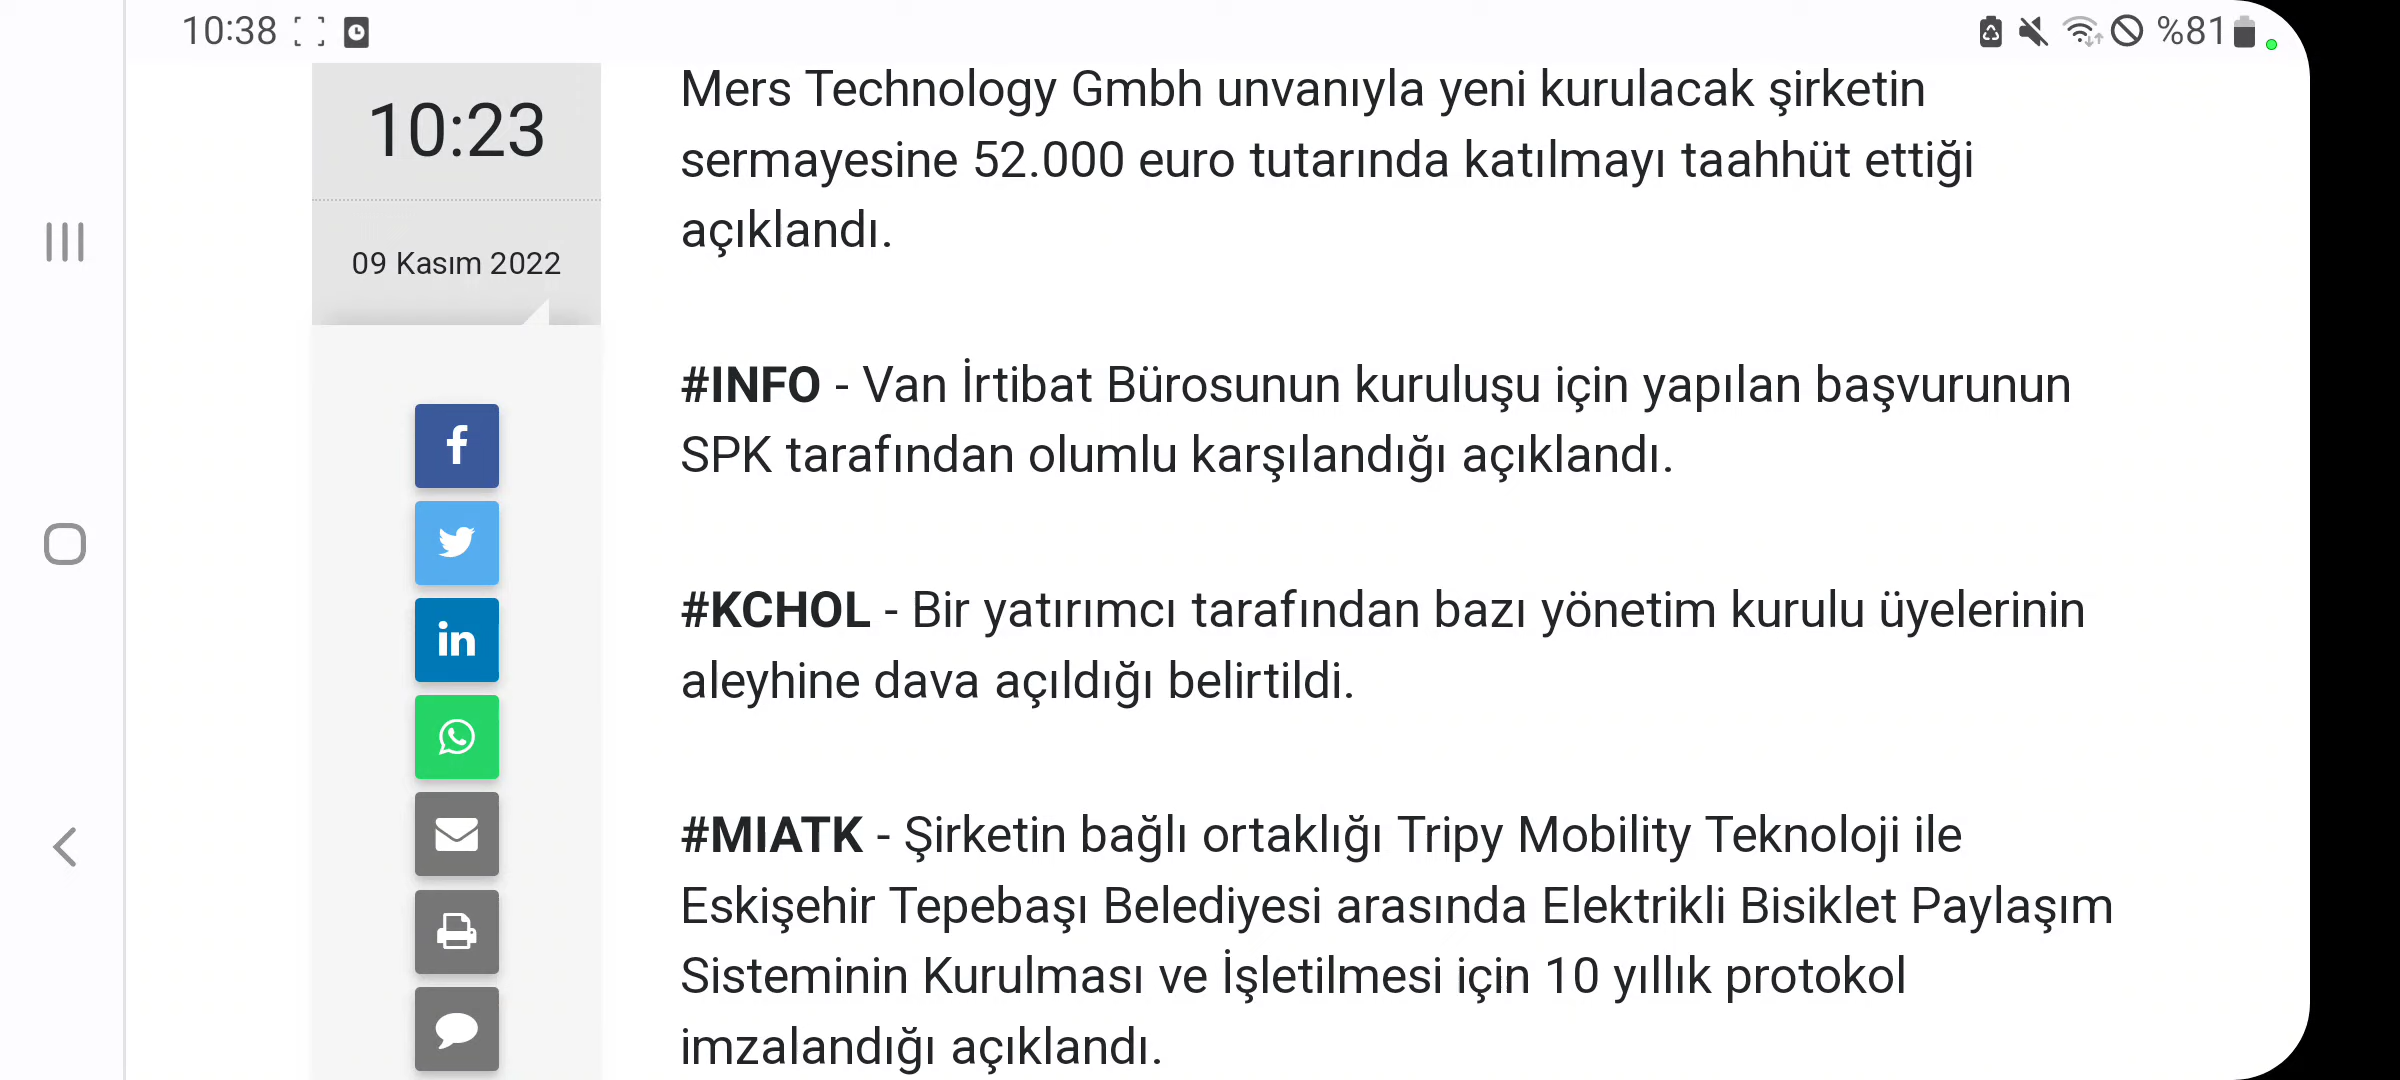 10:38
%81
10:23
09 Kasım 2022
Mers Technology Gmbh unvanıyla yeni kurulacak şirketin
sermayesine 52.000 euro tutarında katılmayı taahhüt ettiği
açıklandı.
#INFO - Van İrtibat Bürosunun kuruluşu için yapılan başvurunun
SPK tarafından olumlu karşılandığı açıklandı.
#KCHOL - Bir yatırımcı tarafından bazı yönetim kurulu üyelerinin
aleyhine dava açıldığı belirtildi.
#MIATK - Şirketin bağlı ortaklığı Tripy Mobility Teknoloji ile
Eskişehir Tepebaşı Belediyesi arasında Elektrikli Bisiklet Paylaşım
Sisteminin Kurulması ve İşletilmesi için 10 yıllık protokol
imzalandığı açıklandı.